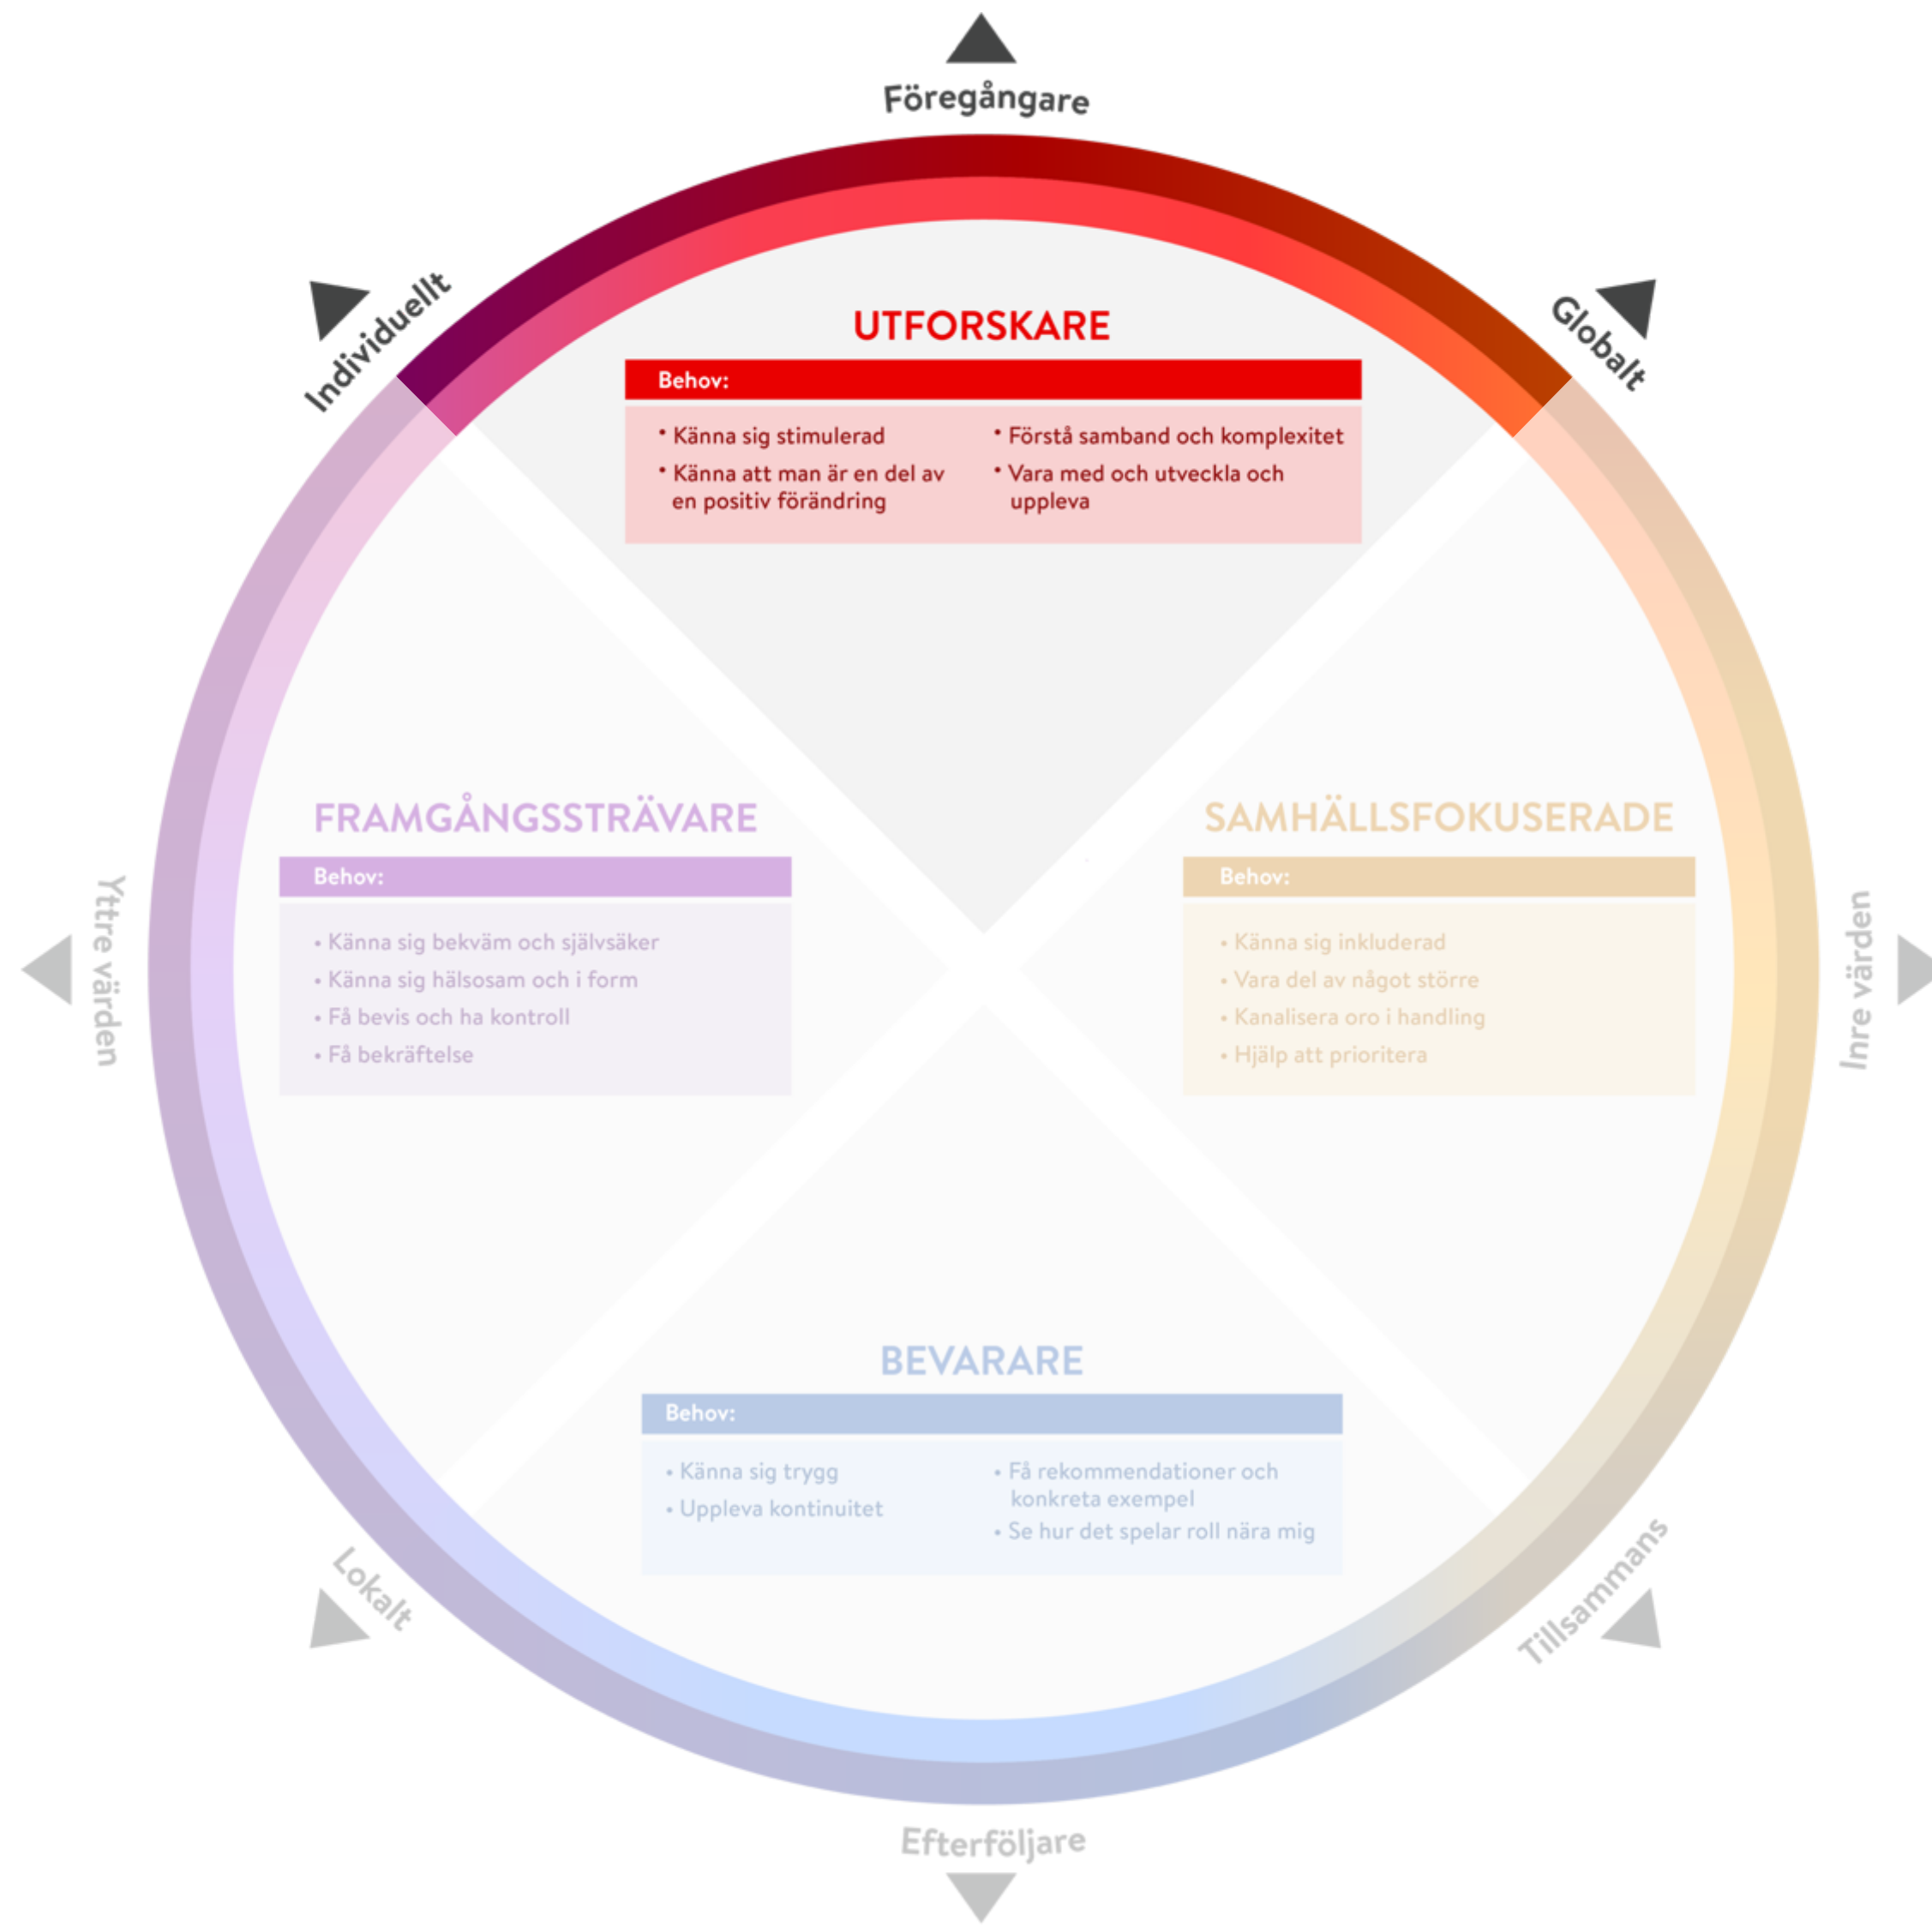 Föregångare
Individuellt
Globalt
UTFORSKARE
Behov:
• Känna sig stimulerad
• Känna att man är en del av
en positiv förändring
• Förstå samband och komplexitet
• Vara med och utveckla och
uppleva
FRAMGÅNGSSTRÄVARE
Behov:
• Känna sig bekväm och självsäker
• Känna sig hälsosam och i form
• Få bevis och ha kontroll
• Få bekräftelse
SAMHÄLLSFOKUSERADE
Behov:
• Känna sig inkluderad
• Vara del av något större
• Kanalisera oro i handling
• Hjälp att prioritera
Yttre värden
Inre värden
BEVARARE
Behov:
• Känna sig trygg
• Uppleva kontinuitet
• Få rekommendationer och
konkreta exempel
• Se hur det spelar roll nära mig
Lokalt
Tillsammans
Efterföljare